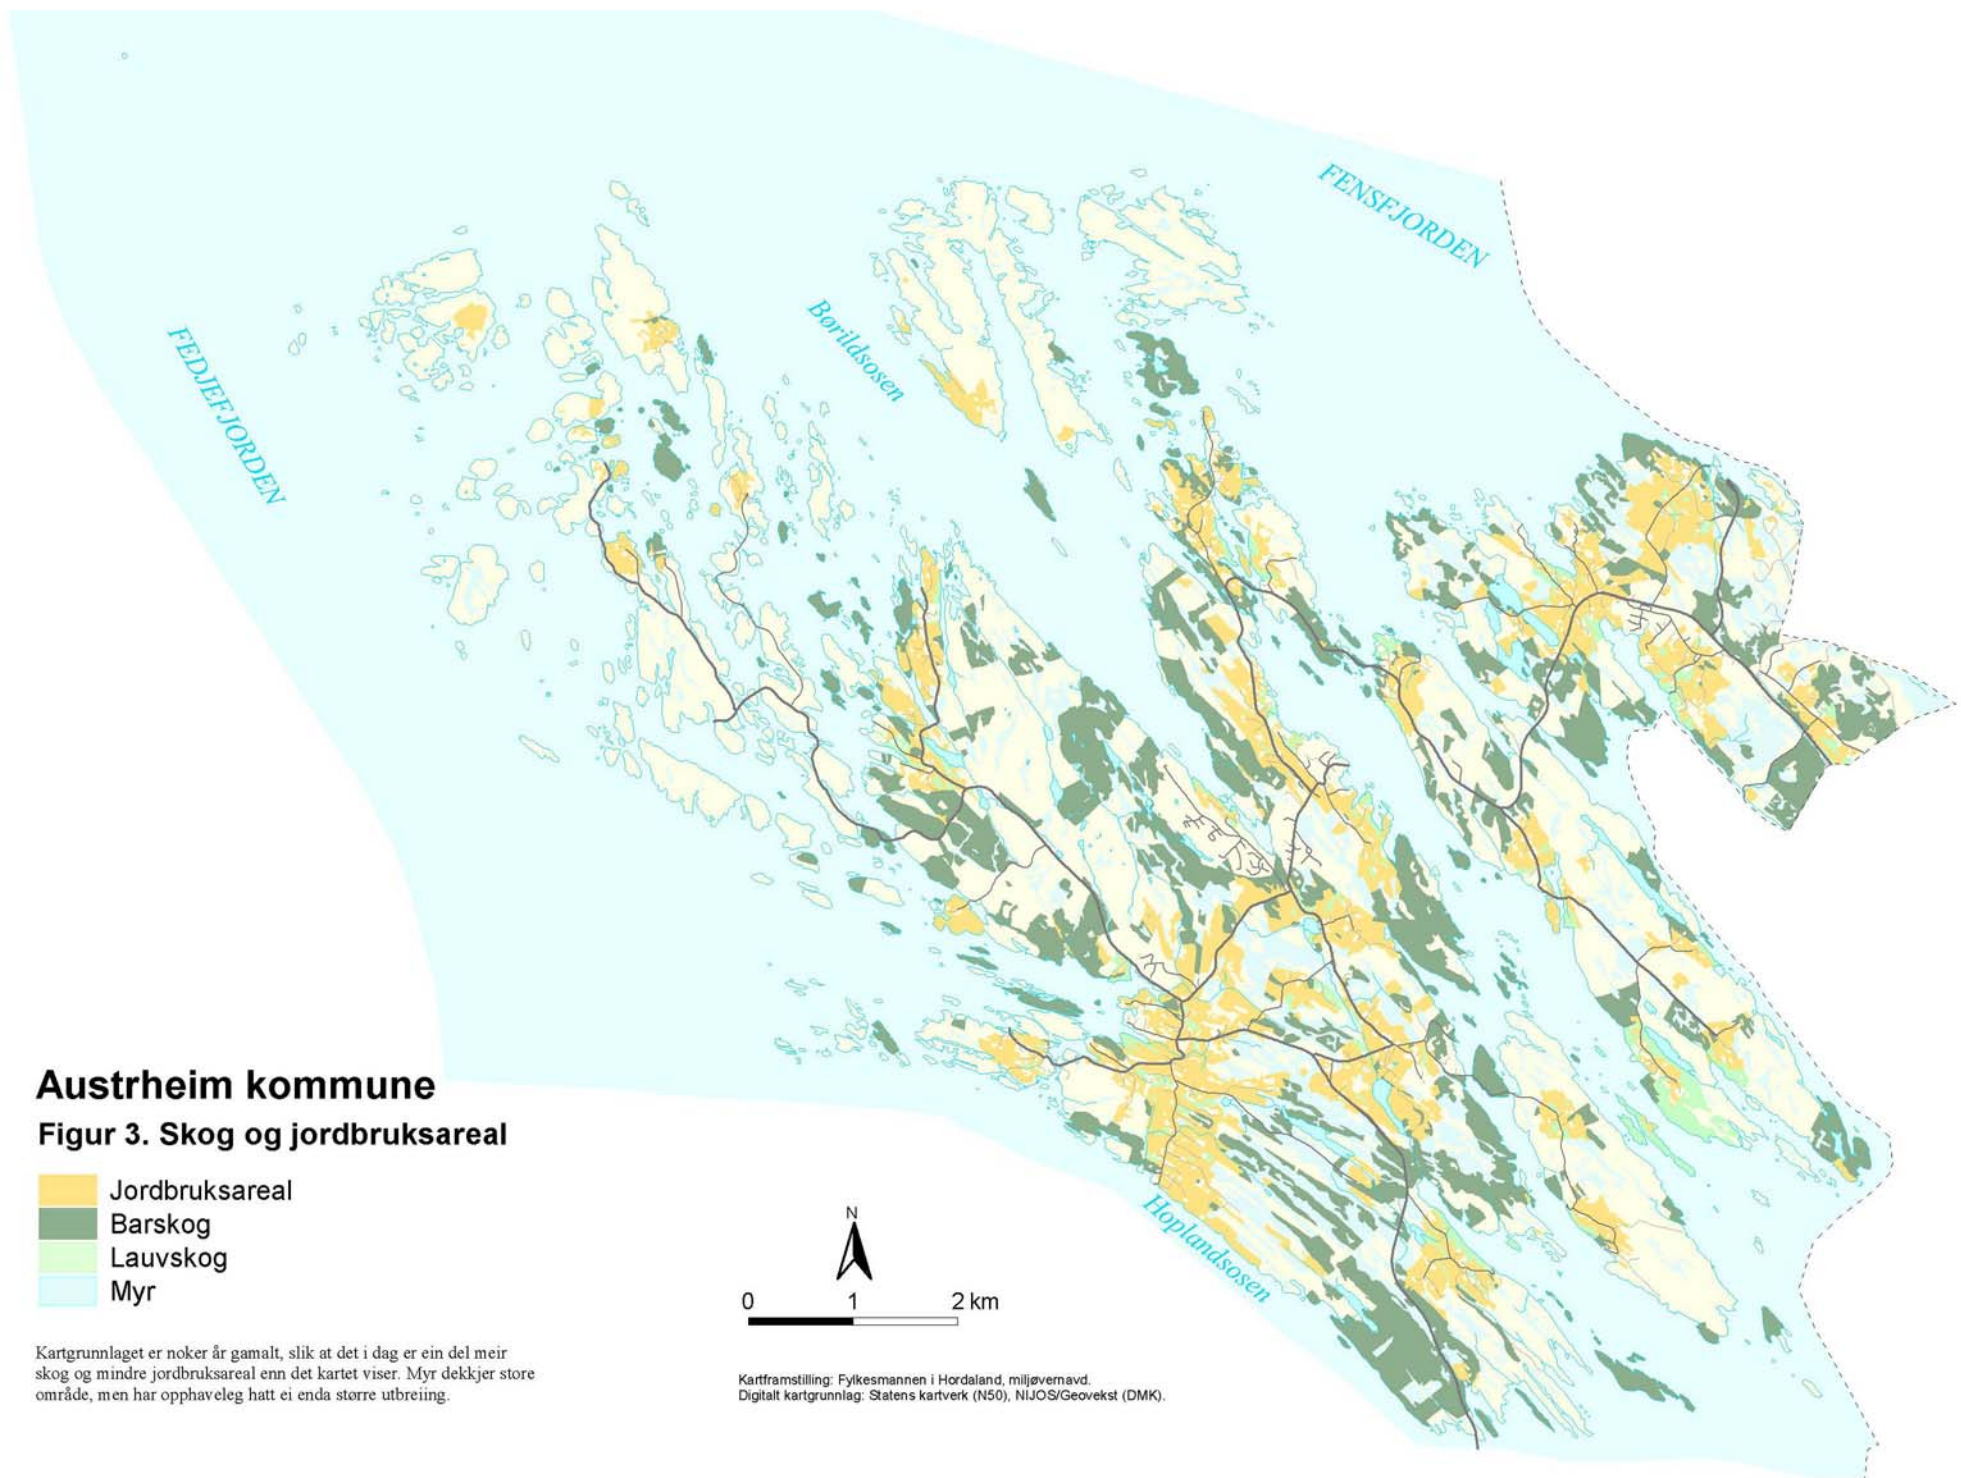 FENSFJORDEN
Børildsosen
FEDJEFJORDEN
Austrheim kommune
Figur 3. Skog og jordbruksareal
Jordbruksareal
Barskog
Lauvskog
Myr
Kartgrunnlaget er noker år gamalt, slik at det i dag er ein del meir
skog og mindre jordbruksareal enn det kartet viser. Myr dekkjer store
område, men har opphaveleg hatt ei enda større utbreiing.
N
0 1 2 km
Kartframstilling: Fylkesmannen i Hordaland, miljøvernavd.
Digitalt kartgrunnlag: Statens kartverk (N50), NIJOS/Geovekst (DMK).
Hoplandsosen